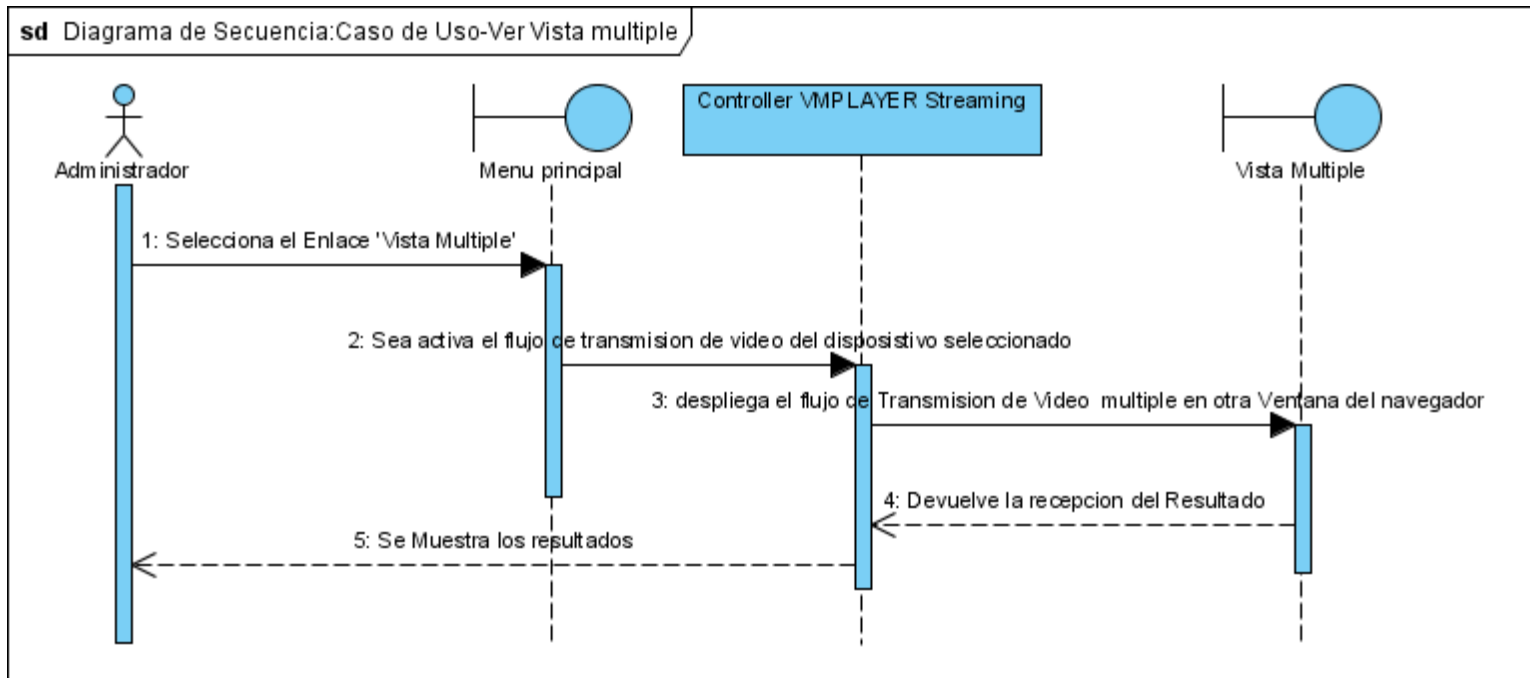 sd Diagrama de Secuencia:Caso de Uso-Ver Vista multiple
Administrador
Menu principal
Controller VMPLAYER Streaming
Vista Multiple
1: Selecciona el Enlace 'Vista Multiple'
2: Sea activa el flujo de transmision de video del disposistivo seleccionado
3: despliega el flujo de Transmision de Video multiple en otra Ventana del navegador
4: Devuelve la recepcion del Resultado
5: Se Muestra los resultados